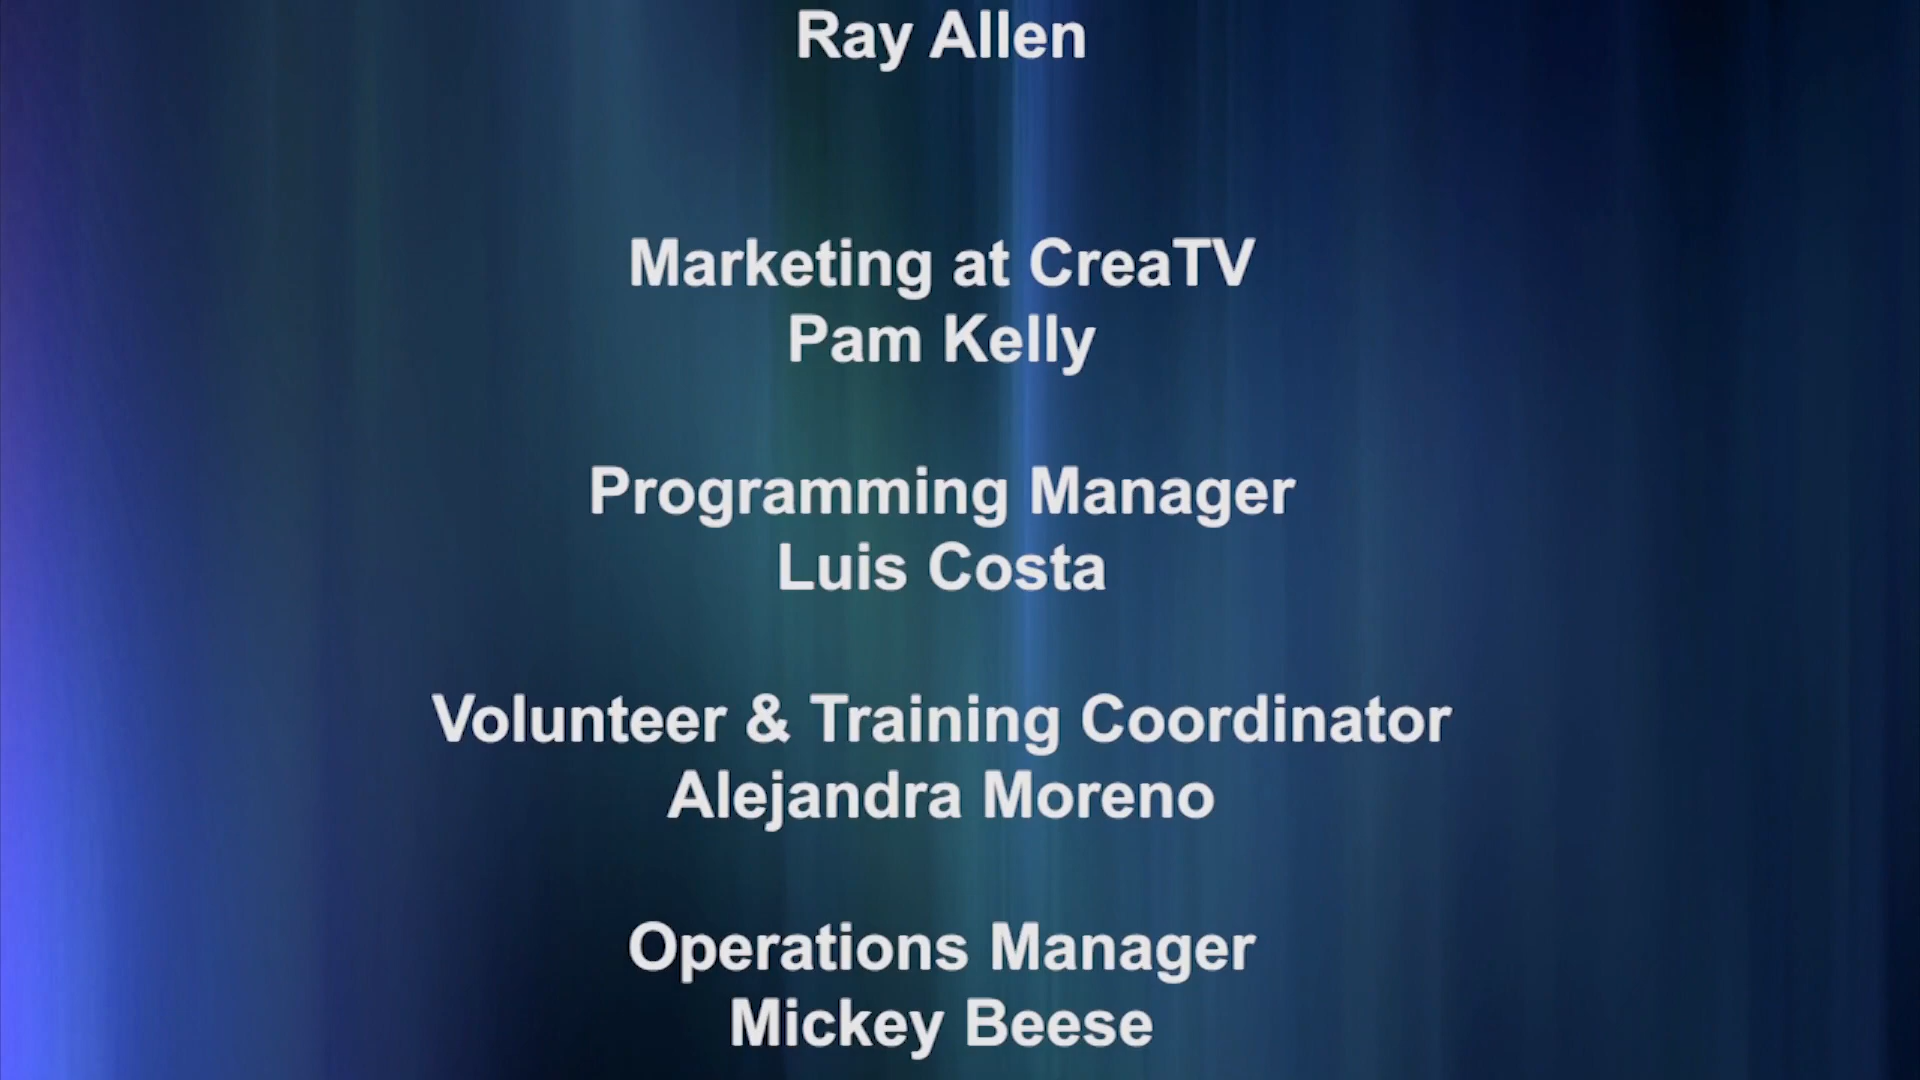 Ray Allen
Marketing at CreaTV
Pam Kelly
Programming Manager
Luis Costa
Volunteer & Training Coordinator
Alejandra Moreno
Operations Manager
Mickey Beese